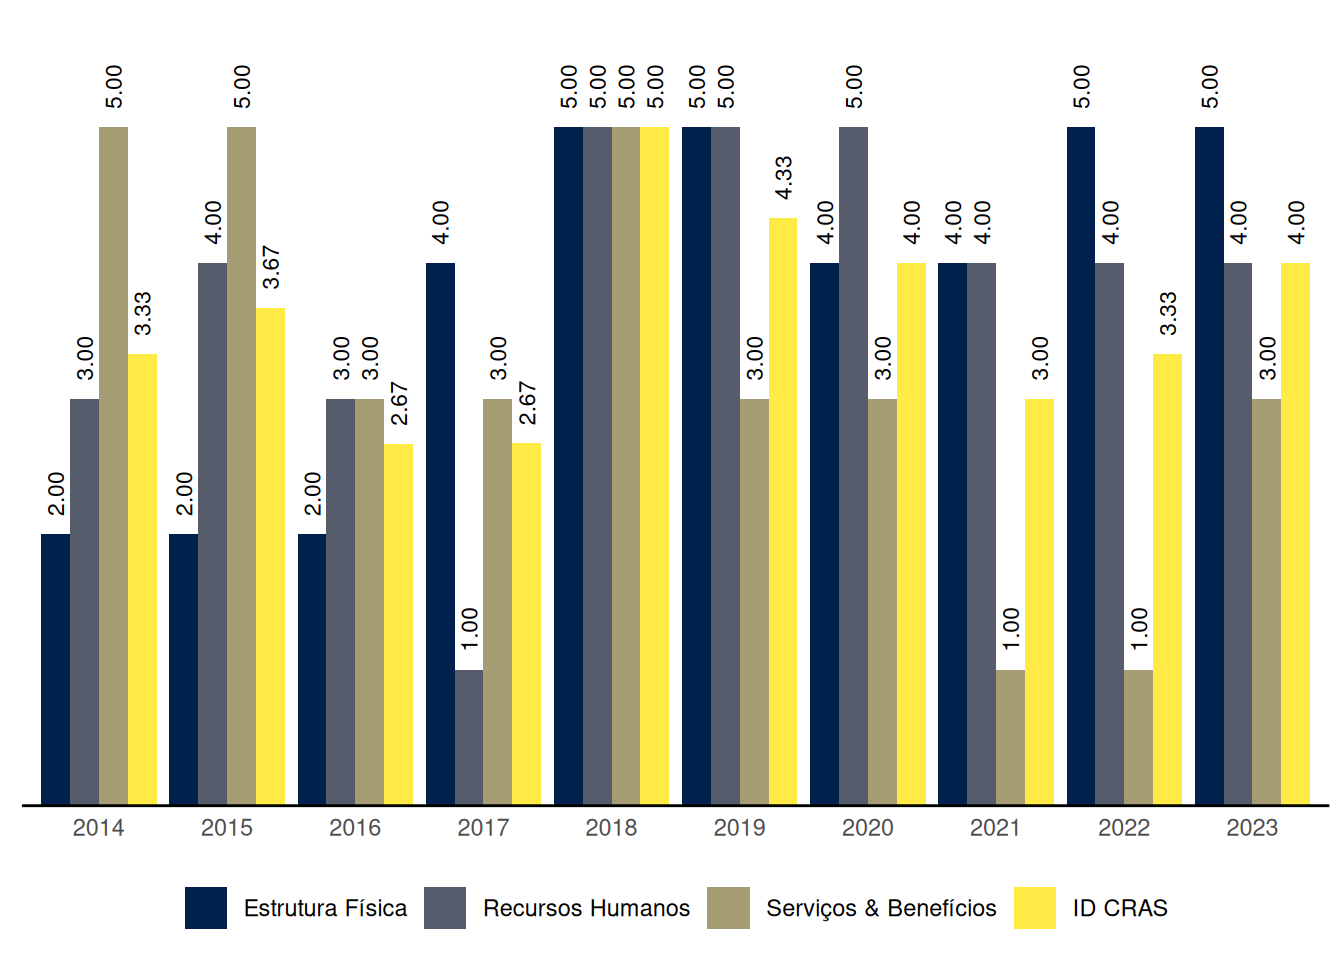 2.00 3.00 5.00 3.33 2.00 4.00 5.00 3.67 2.00 3.00 3.00 2.67 4.00 1.00 3.00 2.67 5.00 5.00 5.00 5.00 5.00 5.00 3.00 4.33 4.00 5.00 3.00 4.00 4.00 4.00 1.00 3.00 5.00 4.00 1.00 3.33 5.00 4.00 3.00 4.00
2014 2015 2016 2017 2018 2019 2020 2021 2022 2023
Estrutura Física Recursos Humanos Serviços & Benefícios ID CRAS